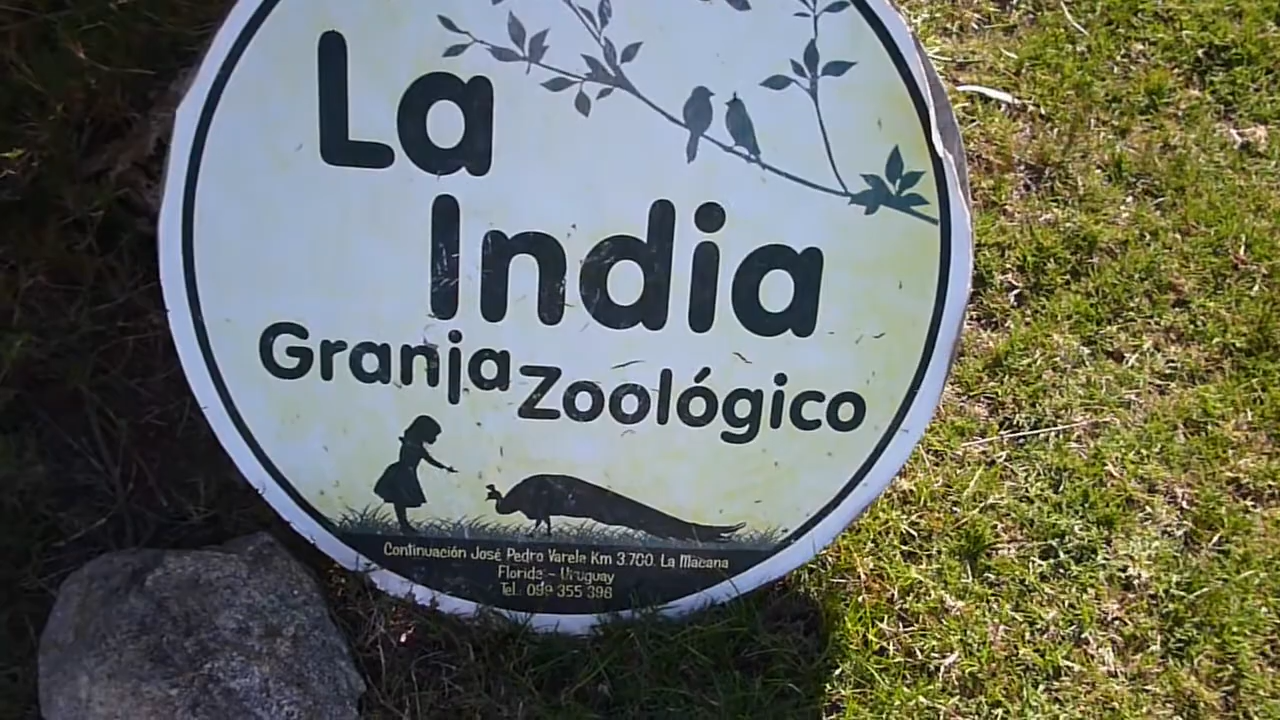 La
India
Granja Zoológico
Continuación José Pedro Varela Km 3.700. La Macana
Florida - Uruguay
Tel.: 099 355 398